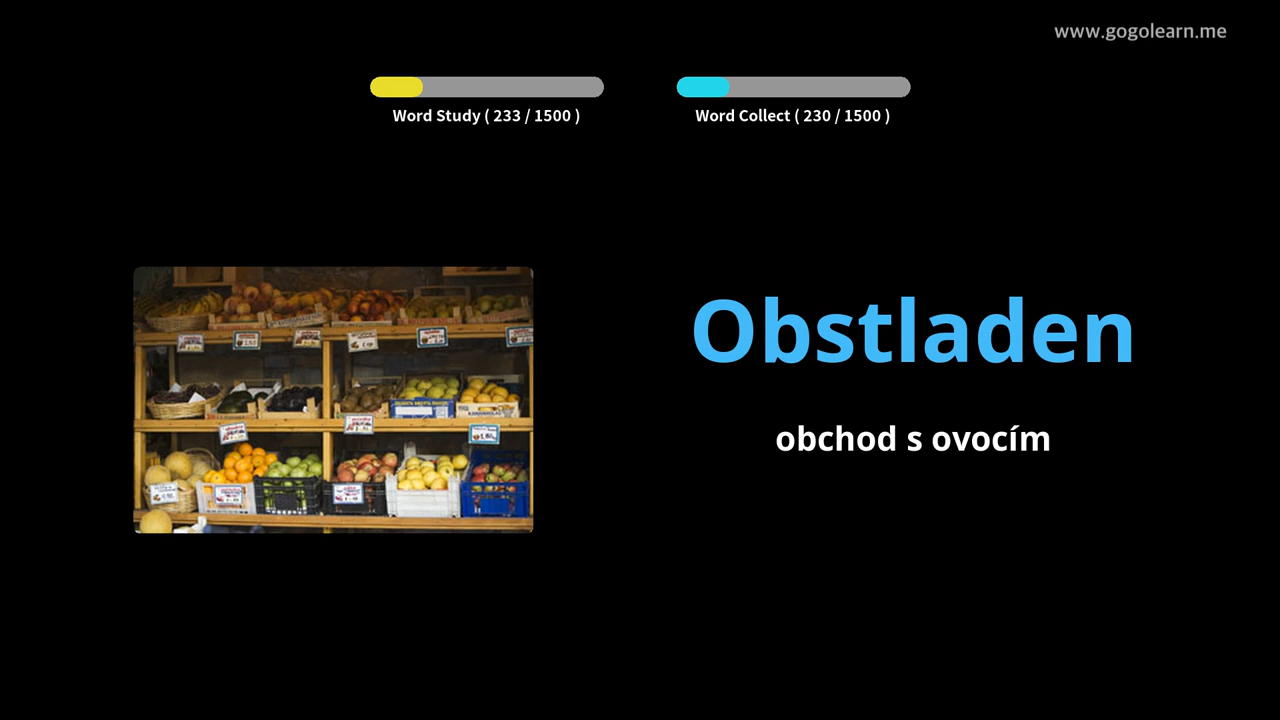 www.gogolearn.me
Word Study ( 233 / 1500 )
Word Collect ( 230 / 1500 )
Obstladen
obchod s ovocím